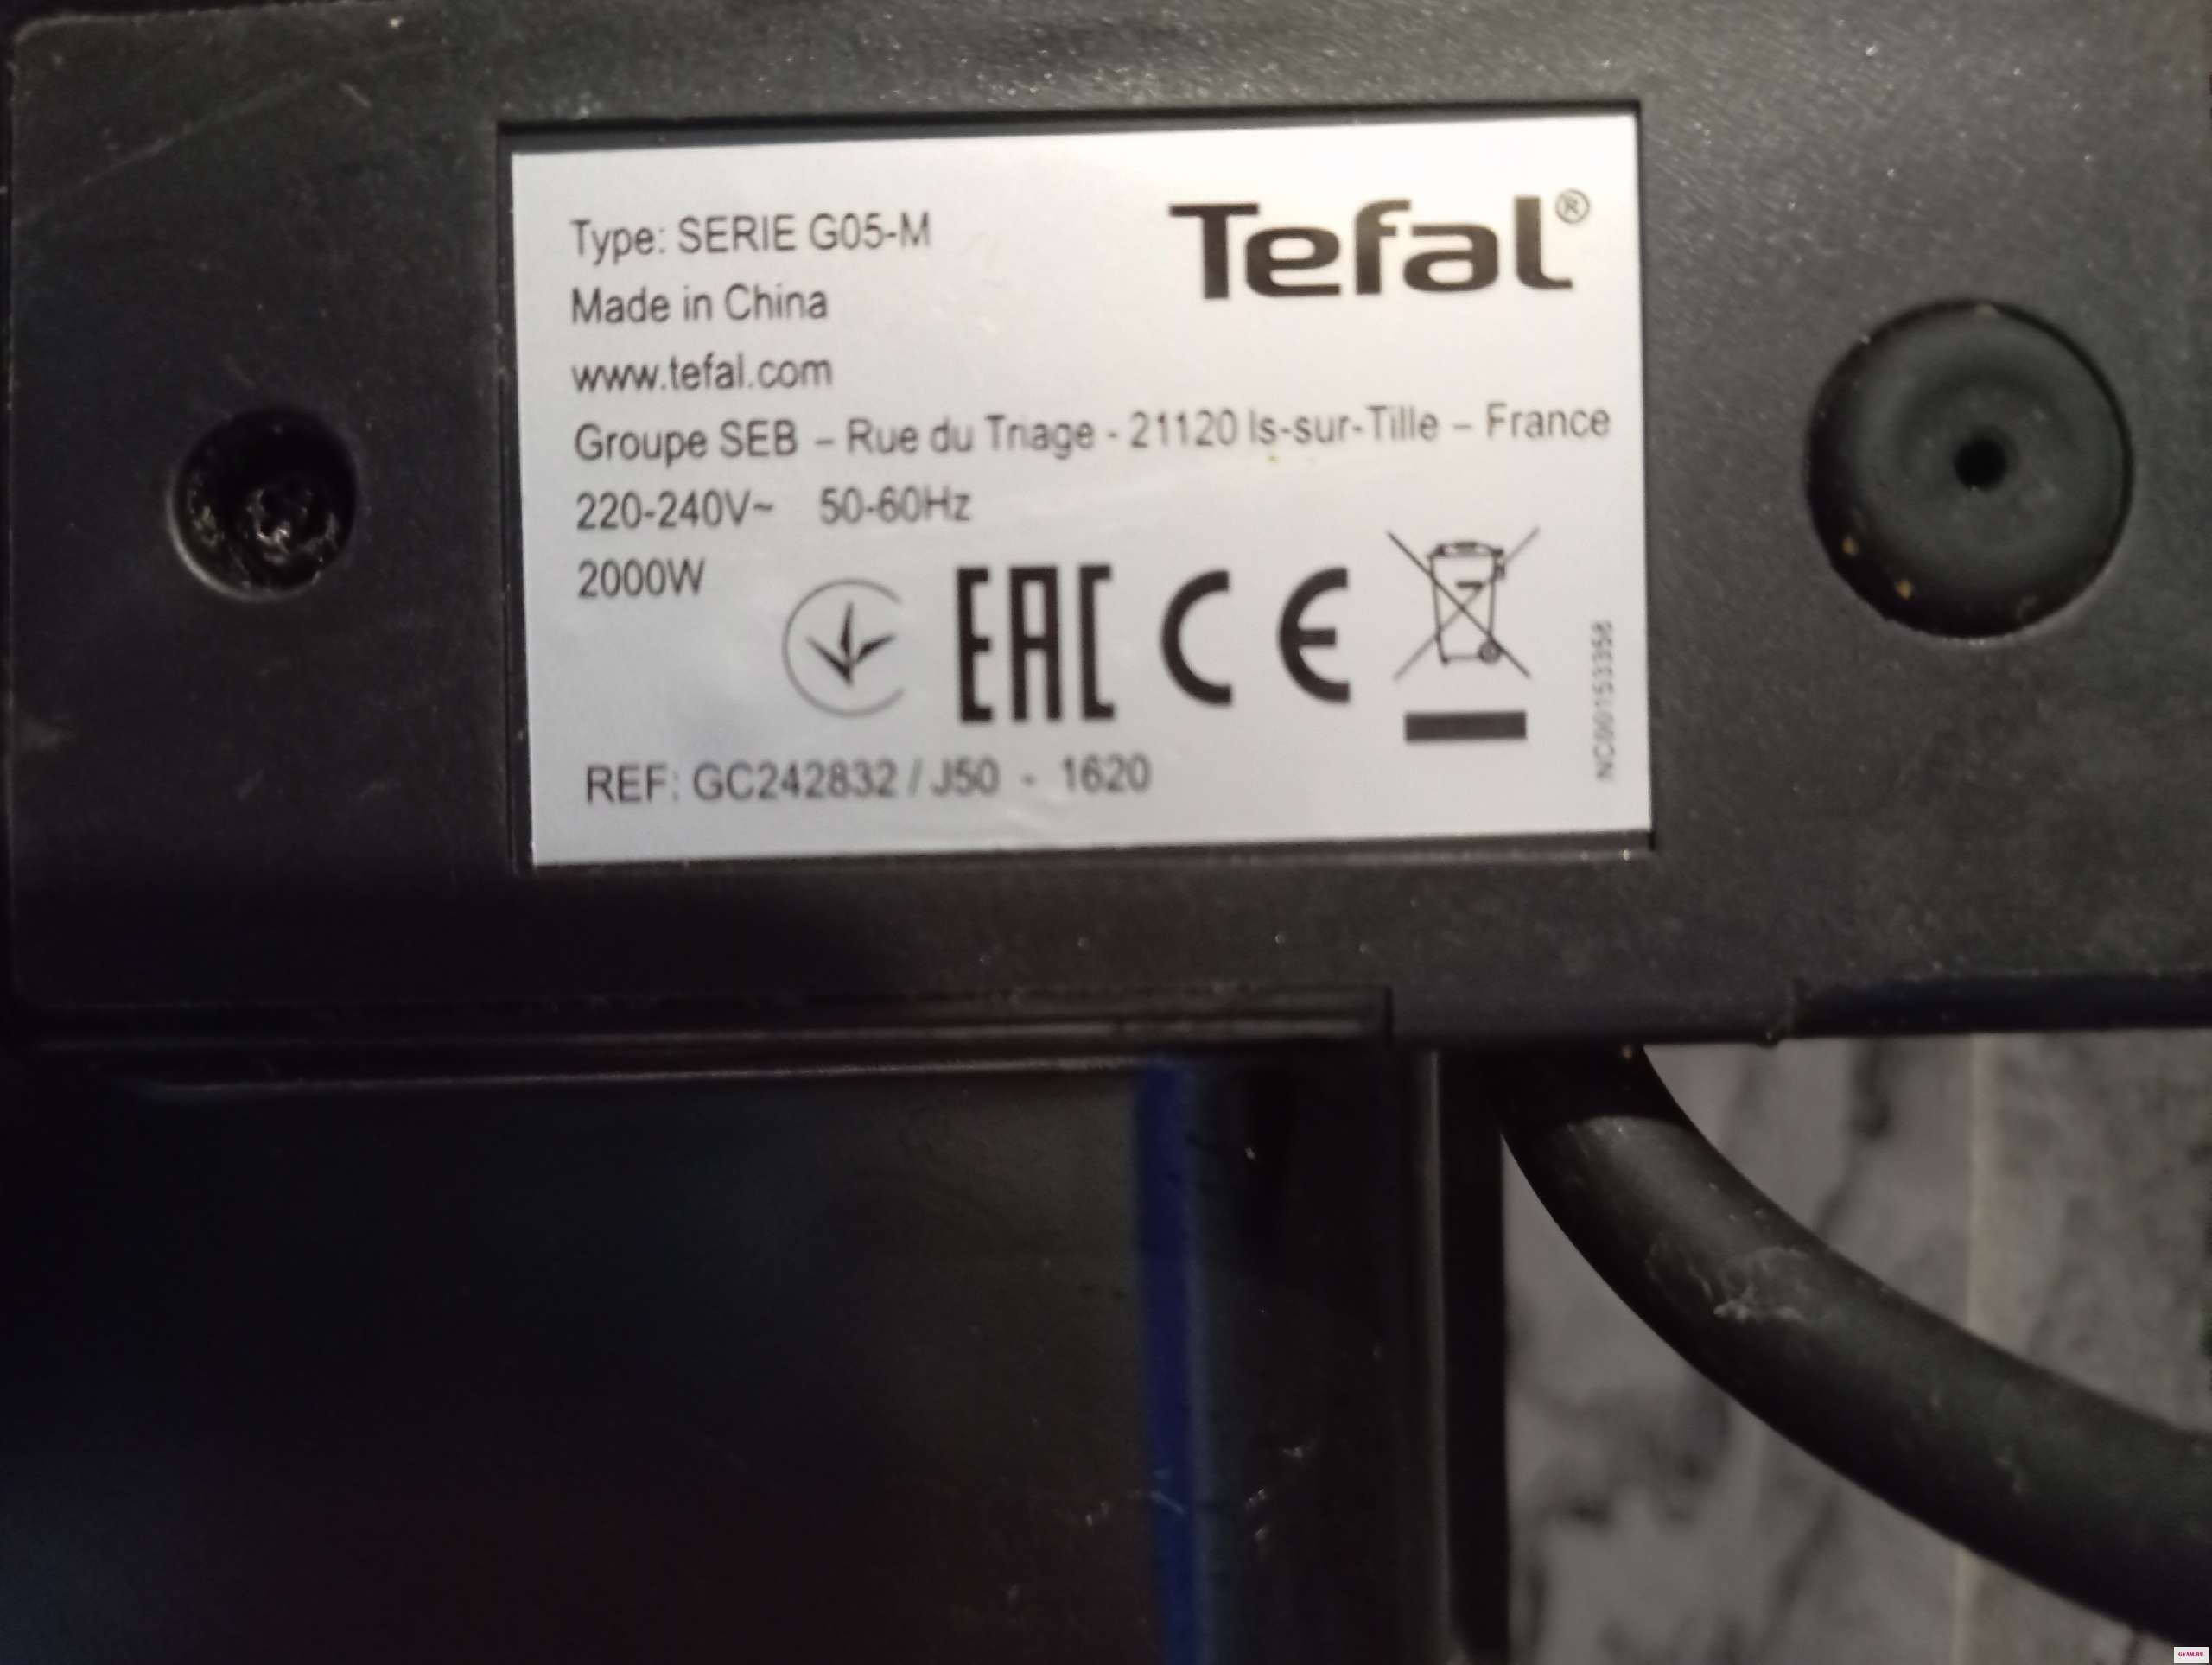 Tefal®
Type: SERIE G05-M
Made in China
www.tefal.com
Groupe SEB – Rue du Triage - 21120 Is-sur-Tille – France
220-240V~ 50-60Hz
2000W
EAC CE
REF: GC242832 / J50 - 1620